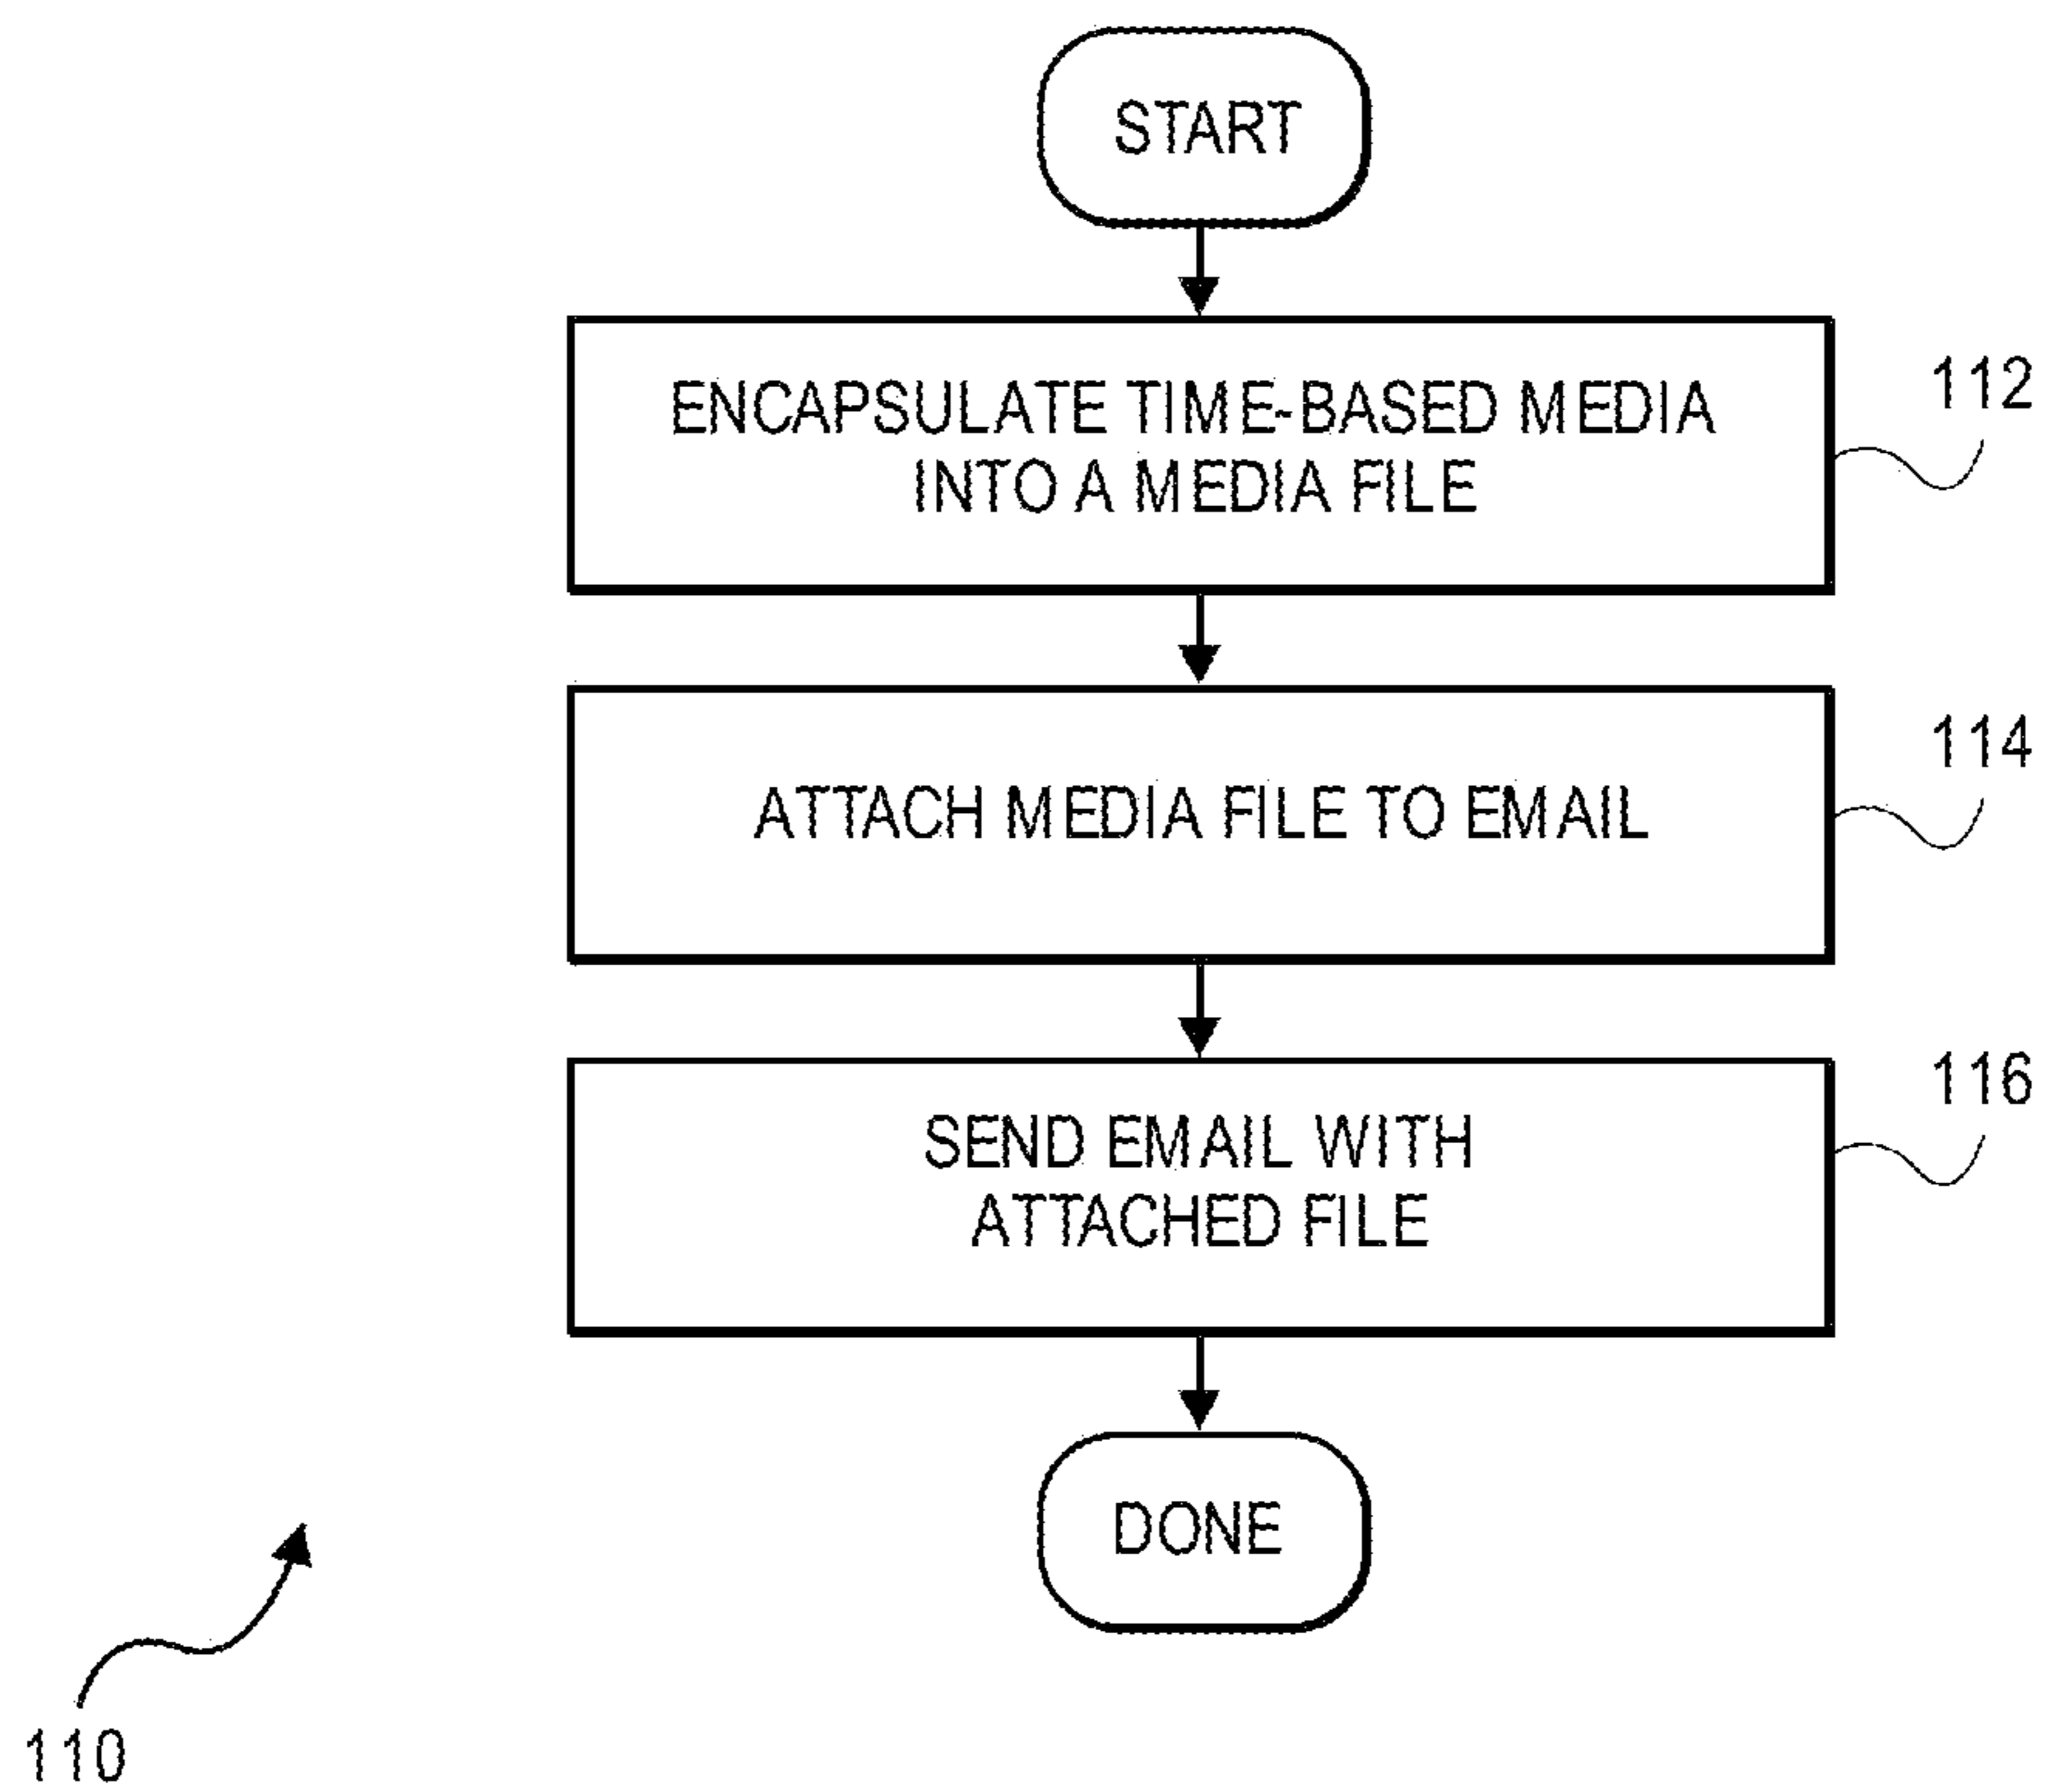 START
ENCAPSULATE TIME-BASED MEDIA
INTO A MEDIA FILE
112
ATTACH MEDIA FILE TO EMAIL
114
SEND EMAIL WITH
ATTACHED FILE
116
DONE
110